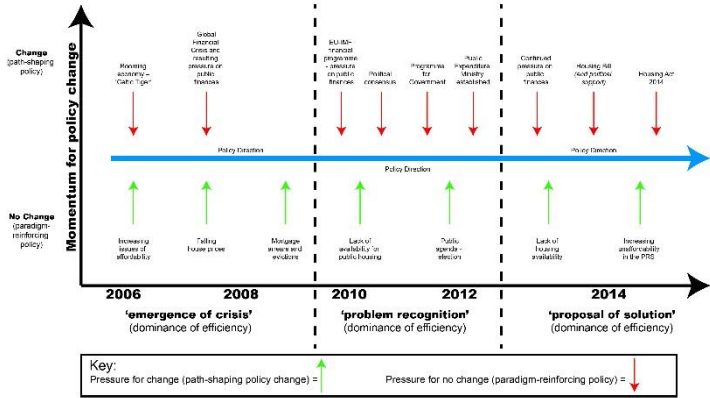 Change
(path-shaping
policy)
No Change
(paradigm-
reinforcing
policy)
Momentum for policy change
Booming
economy –
'Celtic Tiger'
Global
Financial
Crisis and
resulting
pressure on
public
finances
EU-IMF
financial
programme
- pressure
on public
finances
Political
consensus
Programme
for
Government
Public
Expenditure
Ministry
established
Continued
pressure on
public
finances
Housing Bill
(and political
support)
Housing Act
2014
Policy Direction
Policy Direction
Policy Direction
Increasing
issues of
affordability
Falling
house prices
Mortgage
arrears and
evictions
Lack of
availability for
public housing
Public
agenda -
election
Lack of
housing
availability
Increasing
unaffordability
in the PRS
2006
2008
2010
2012
2014
'emergence of crisis'
(dominance of efficiency)
'problem recognition'
(dominance of efficiency)
'proposal of solution'
(dominance of efficiency)
Key:
Pressure for change (path-shaping policy change) =
Pressure for no change (paradigm-reinforcing policy) =